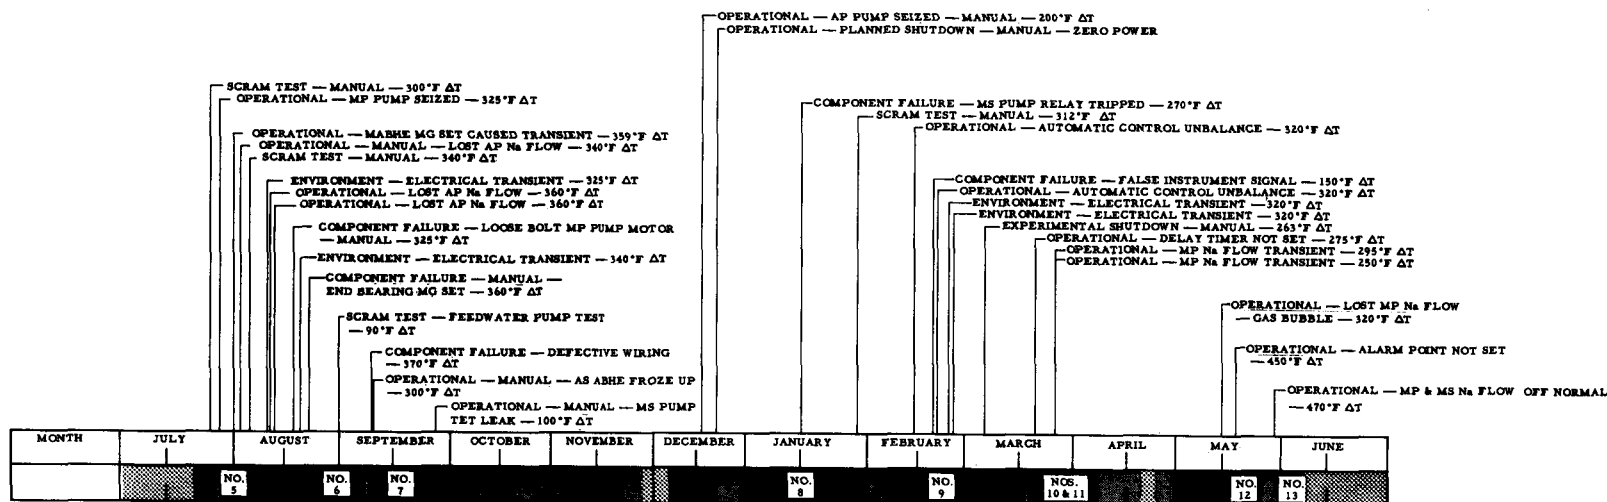 OPERATIONAL — AP PUMP SEIZED — MANUAL — 200°F ΔT
OPERATIONAL — PLANNED SHUTDOWN — MANUAL — ZERO POWER
SCRAM TEST — MANUAL — 300°F ΔT
OPERATIONAL — MP PUMP SEIZED — 325°F ΔT
COMPONENT FAILURE — MS PUMP RELAY TRIPPED — 270°F ΔT
SCRAM TEST — MANUAL — 312°F ΔT
OPERATIONAL — AUTOMATIC CONTROL UNBALANCE — 320°F ΔT
OPERATIONAL — MABHE MG SET CAUSED TRANSIENT — 359°F ΔT
OPERATIONAL — MANUAL — LOST AP Na FLOW — 340°F ΔT
SCRAM TEST — MANUAL — 340°F ΔT
ENVIRONMENT — ELECTRICAL TRANSIENT — 325°F ΔT
OPERATIONAL — LOST AP Na FLOW — 360°F ΔT
OPERATIONAL — LOST AP Na FLOW — 360°F ΔT
COMPONENT FAILURE — FALSE INSTRUMENT SIGNAL — 150°F ΔT
OPERATIONAL — AUTOMATIC CONTROL UNBALANCE — 320°F ΔT
ENVIRONMENT — ELECTRICAL TRANSIENT — 320°F ΔT
ENVIRONMENT — ELECTRICAL TRANSIENT — 320°F ΔT
EXPERIMENTAL SHUTDOWN — MANUAL — 263°F ΔT
OPERATIONAL — DELAY TIMER NOT SET — 275°F ΔT
OPERATIONAL — MP Na FLOW TRANSIENT — 295°F ΔT
OPERATIONAL — MP Na FLOW TRANSIENT — 250°F ΔT
COMPONENT FAILURE — LOOSE BOLT MP PUMP MOTOR
— MANUAL — 325°F ΔT
ENVIRONMENT — ELECTRICAL TRANSIENT — 340°F ΔT
COMPONENT FAILURE — MANUAL —
END BEARING MG SET — 360°F ΔT
SCRAM TEST — FEEDWATER PUMP TEST
— 90°F ΔT
COMPONENT FAILURE — DEFECTIVE WIRING
— 370°F ΔT
OPERATIONAL — MANUAL — AS ABHE FROZE UP
— 300°F ΔT
OPERATIONAL — MANUAL — MS PUMP
TET LEAK — 100°F ΔT
OPERATIONAL — LOST MP Na FLOW
— GAS BUBBLE — 320°F ΔT
OPERATIONAL — ALARM POINT NOT SET
— 450°F ΔT
OPERATIONAL — MP & MS Na FLOW OFF NORMAL
— 470°F ΔT
MONTH JULY AUGUST SEPTEMBER OCTOBER NOVEMBER DECEMBER JANUARY FEBRUARY MARCH APRIL MAY JUNE
NO. 5
NO. 6
NO. 7
NO. 8
NO. 9
NOS. 10 & 11
NO. 12
NO. 13